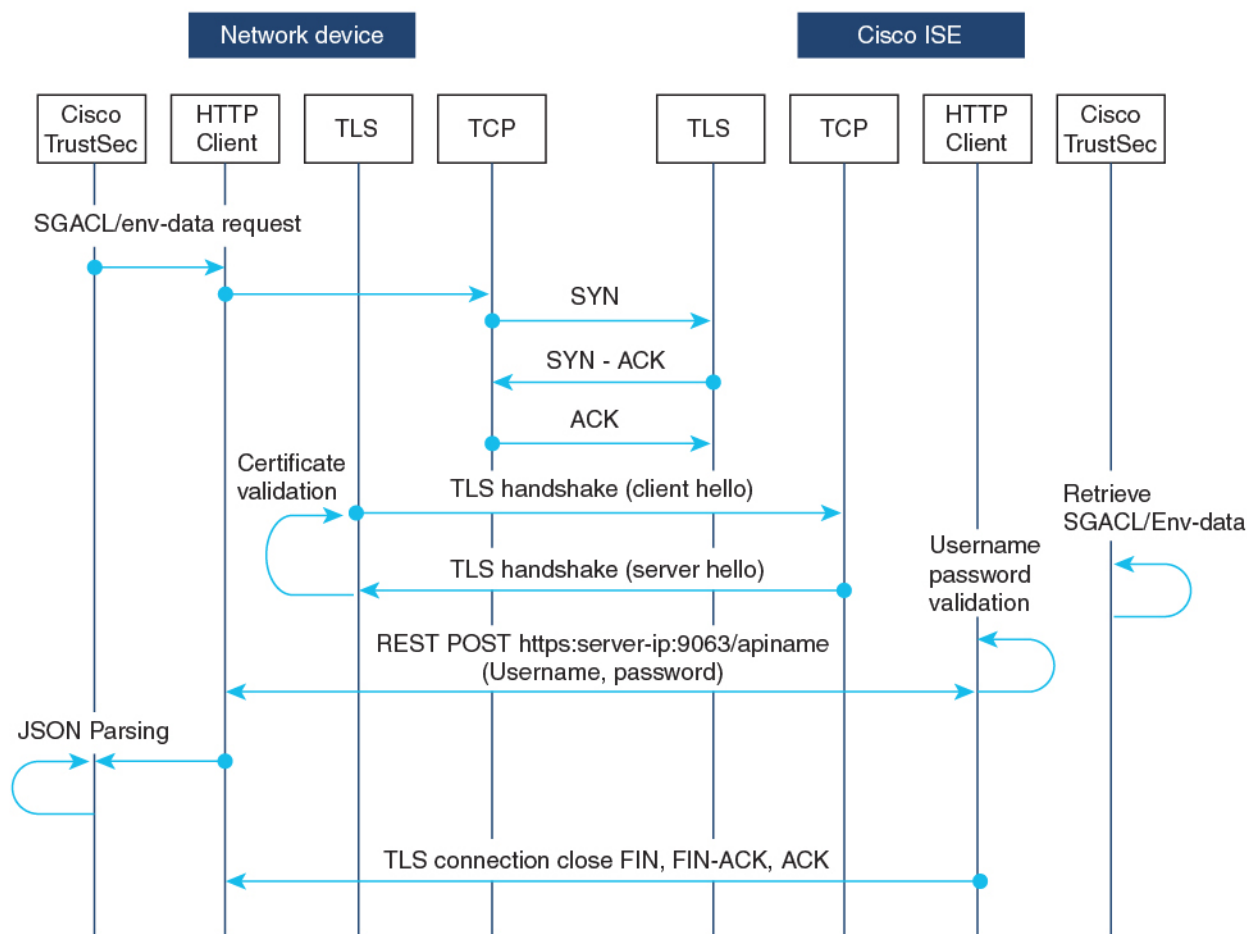 Network device
Cisco ISE
Cisco
TrustSec
HTTP
Client
TLS
TCP
TLS
TCP
HTTP
Client
Cisco
TrustSec
SGACL/env-data request
SYN
SYN - ACK
ACK
Certificate
validation
TLS handshake (client hello)
Retrieve
SGACL/Env-data
Username
password
validation
TLS handshake (server hello)
REST POST https:server-ip:9063/apiname
(Username, password)
JSON Parsing
TLS connection close FIN, FIN-ACK, ACK